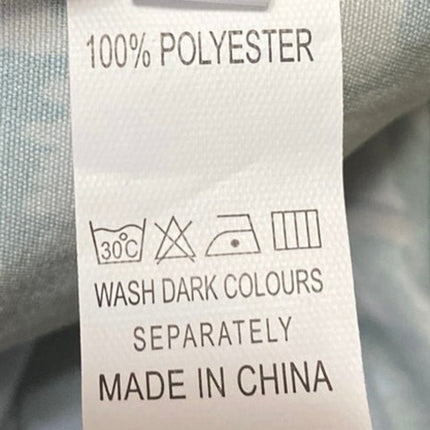 100% POLYESTER
30°C
WASH DARK COLOURS
SEPARATELY
MADE IN CHINA